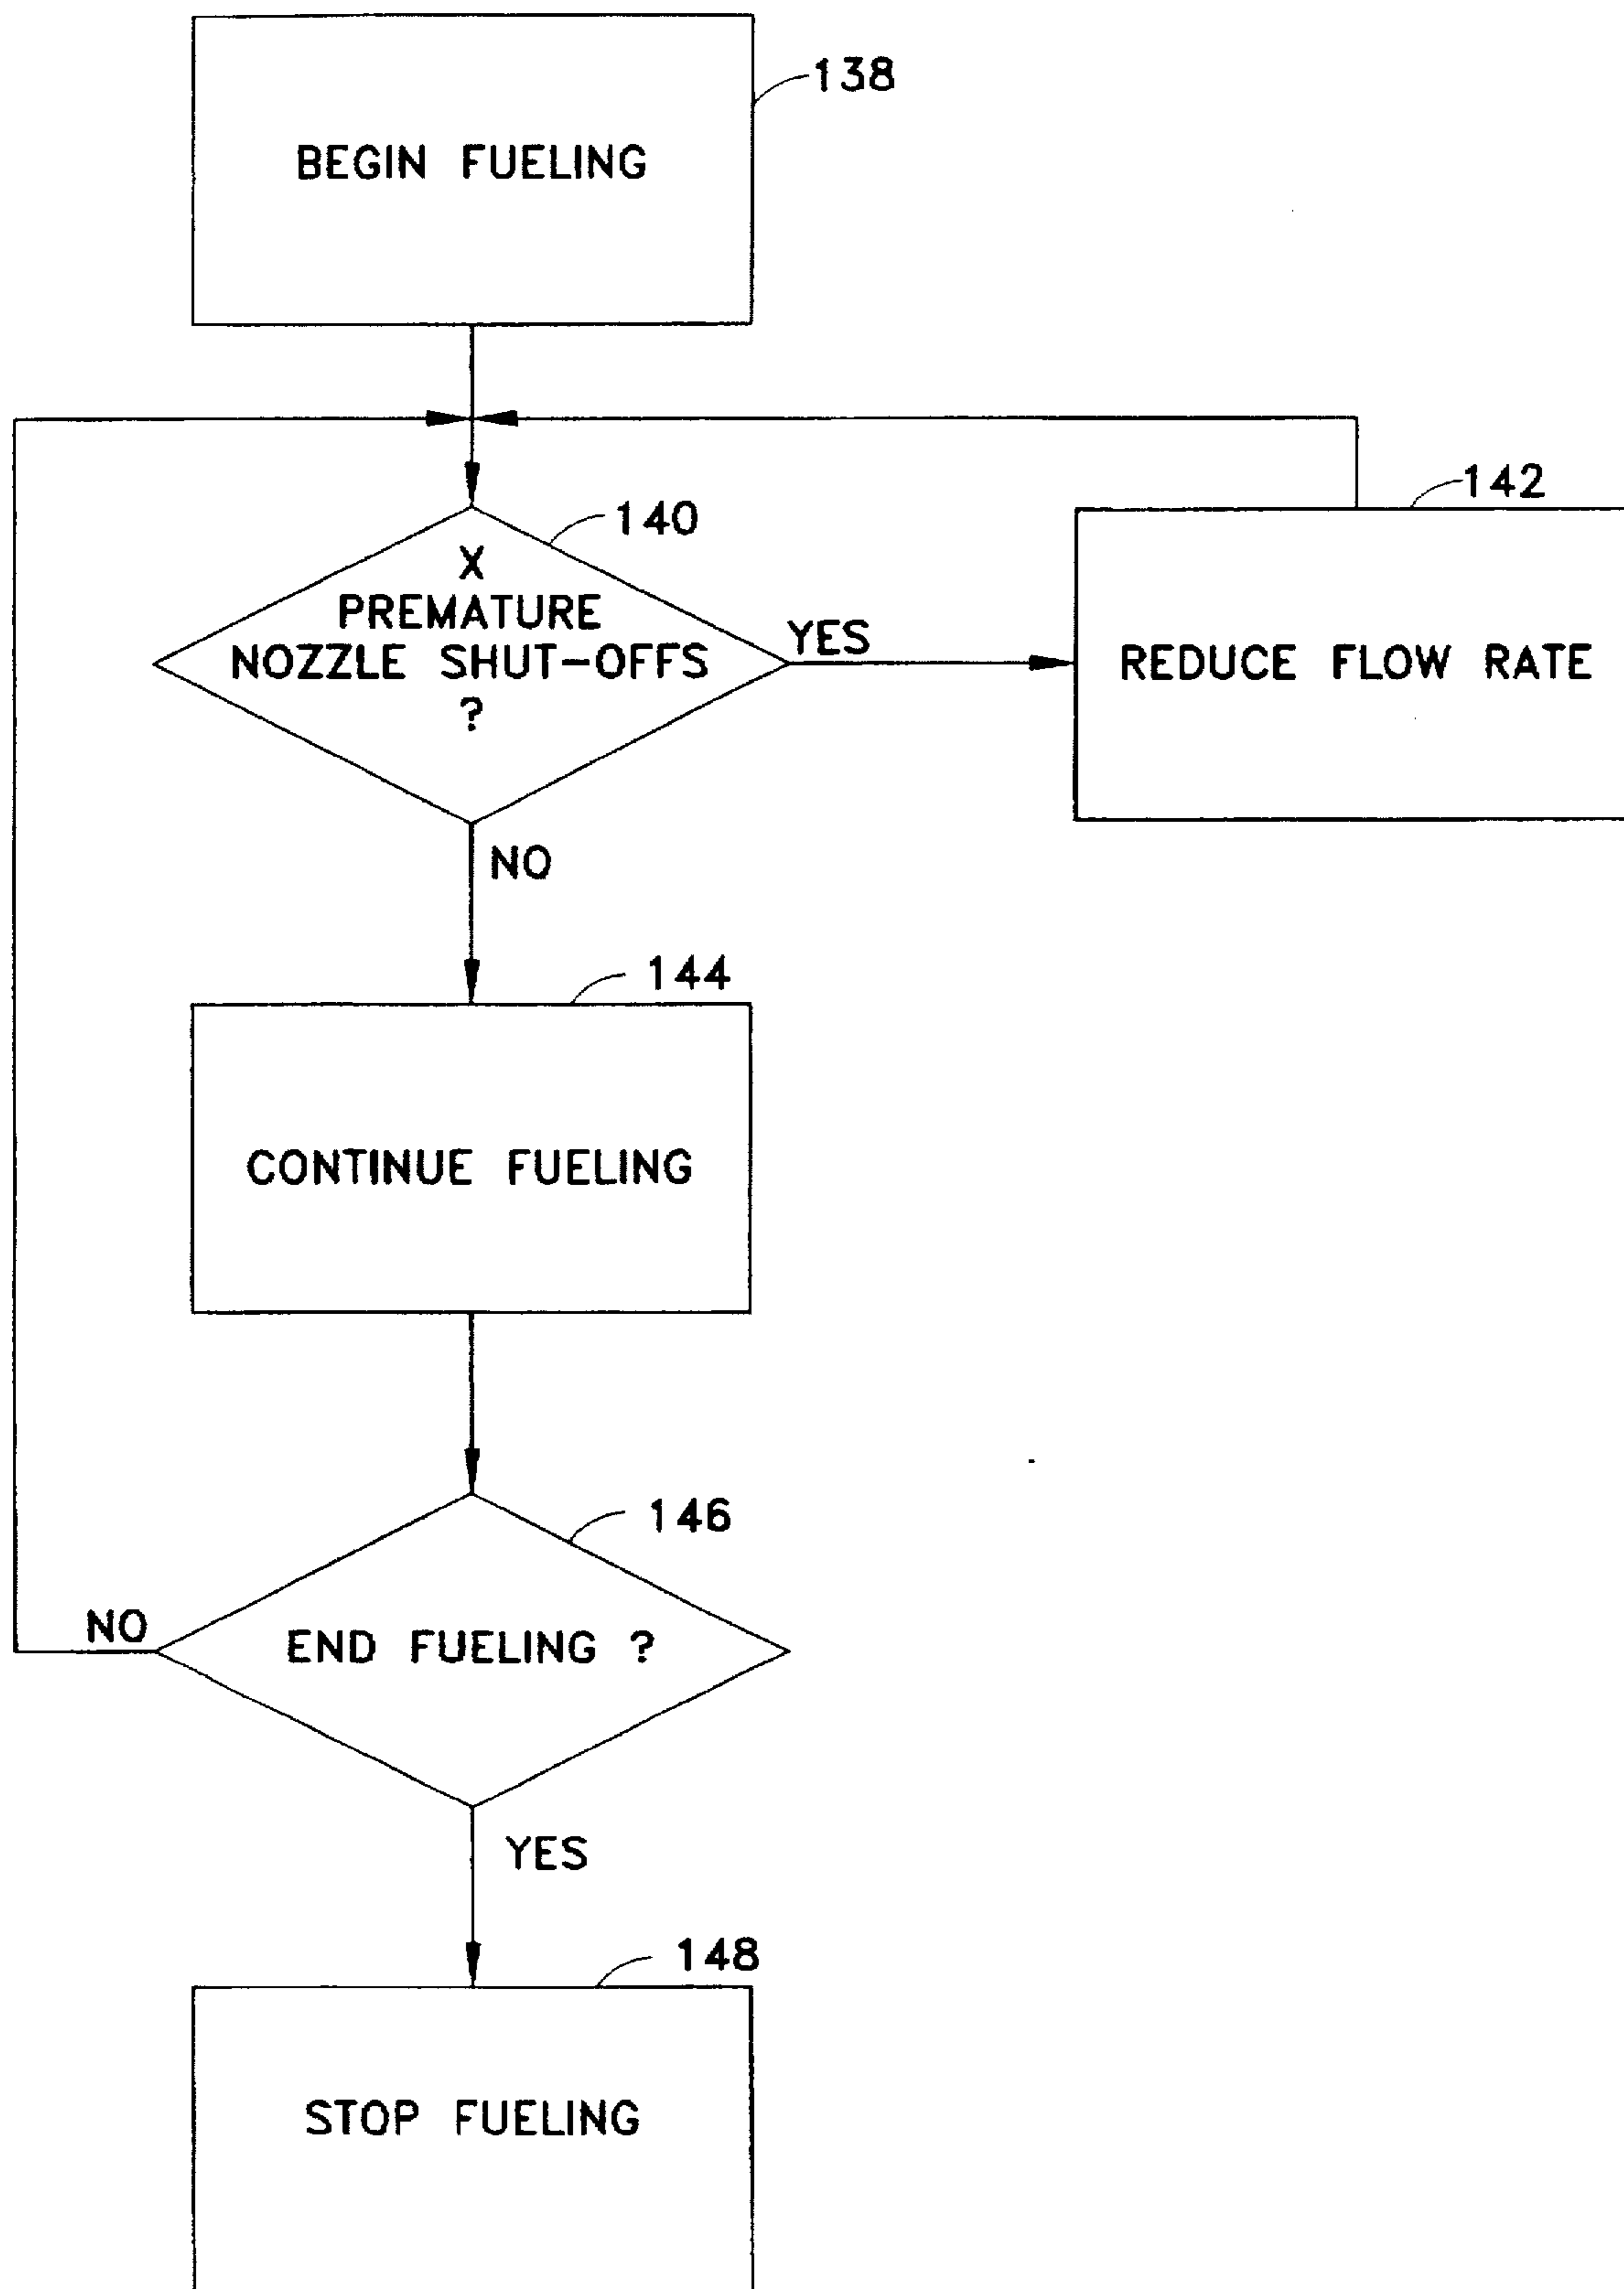 138
BEGIN FUELING
140
X
PREMATURE
NOZZLE SHUT-OFFS
?
YES
142
REDUCE FLOW RATE
NO
144
CONTINUE FUELING
146
END FUELING ?
NO
YES
148
STOP FUELING